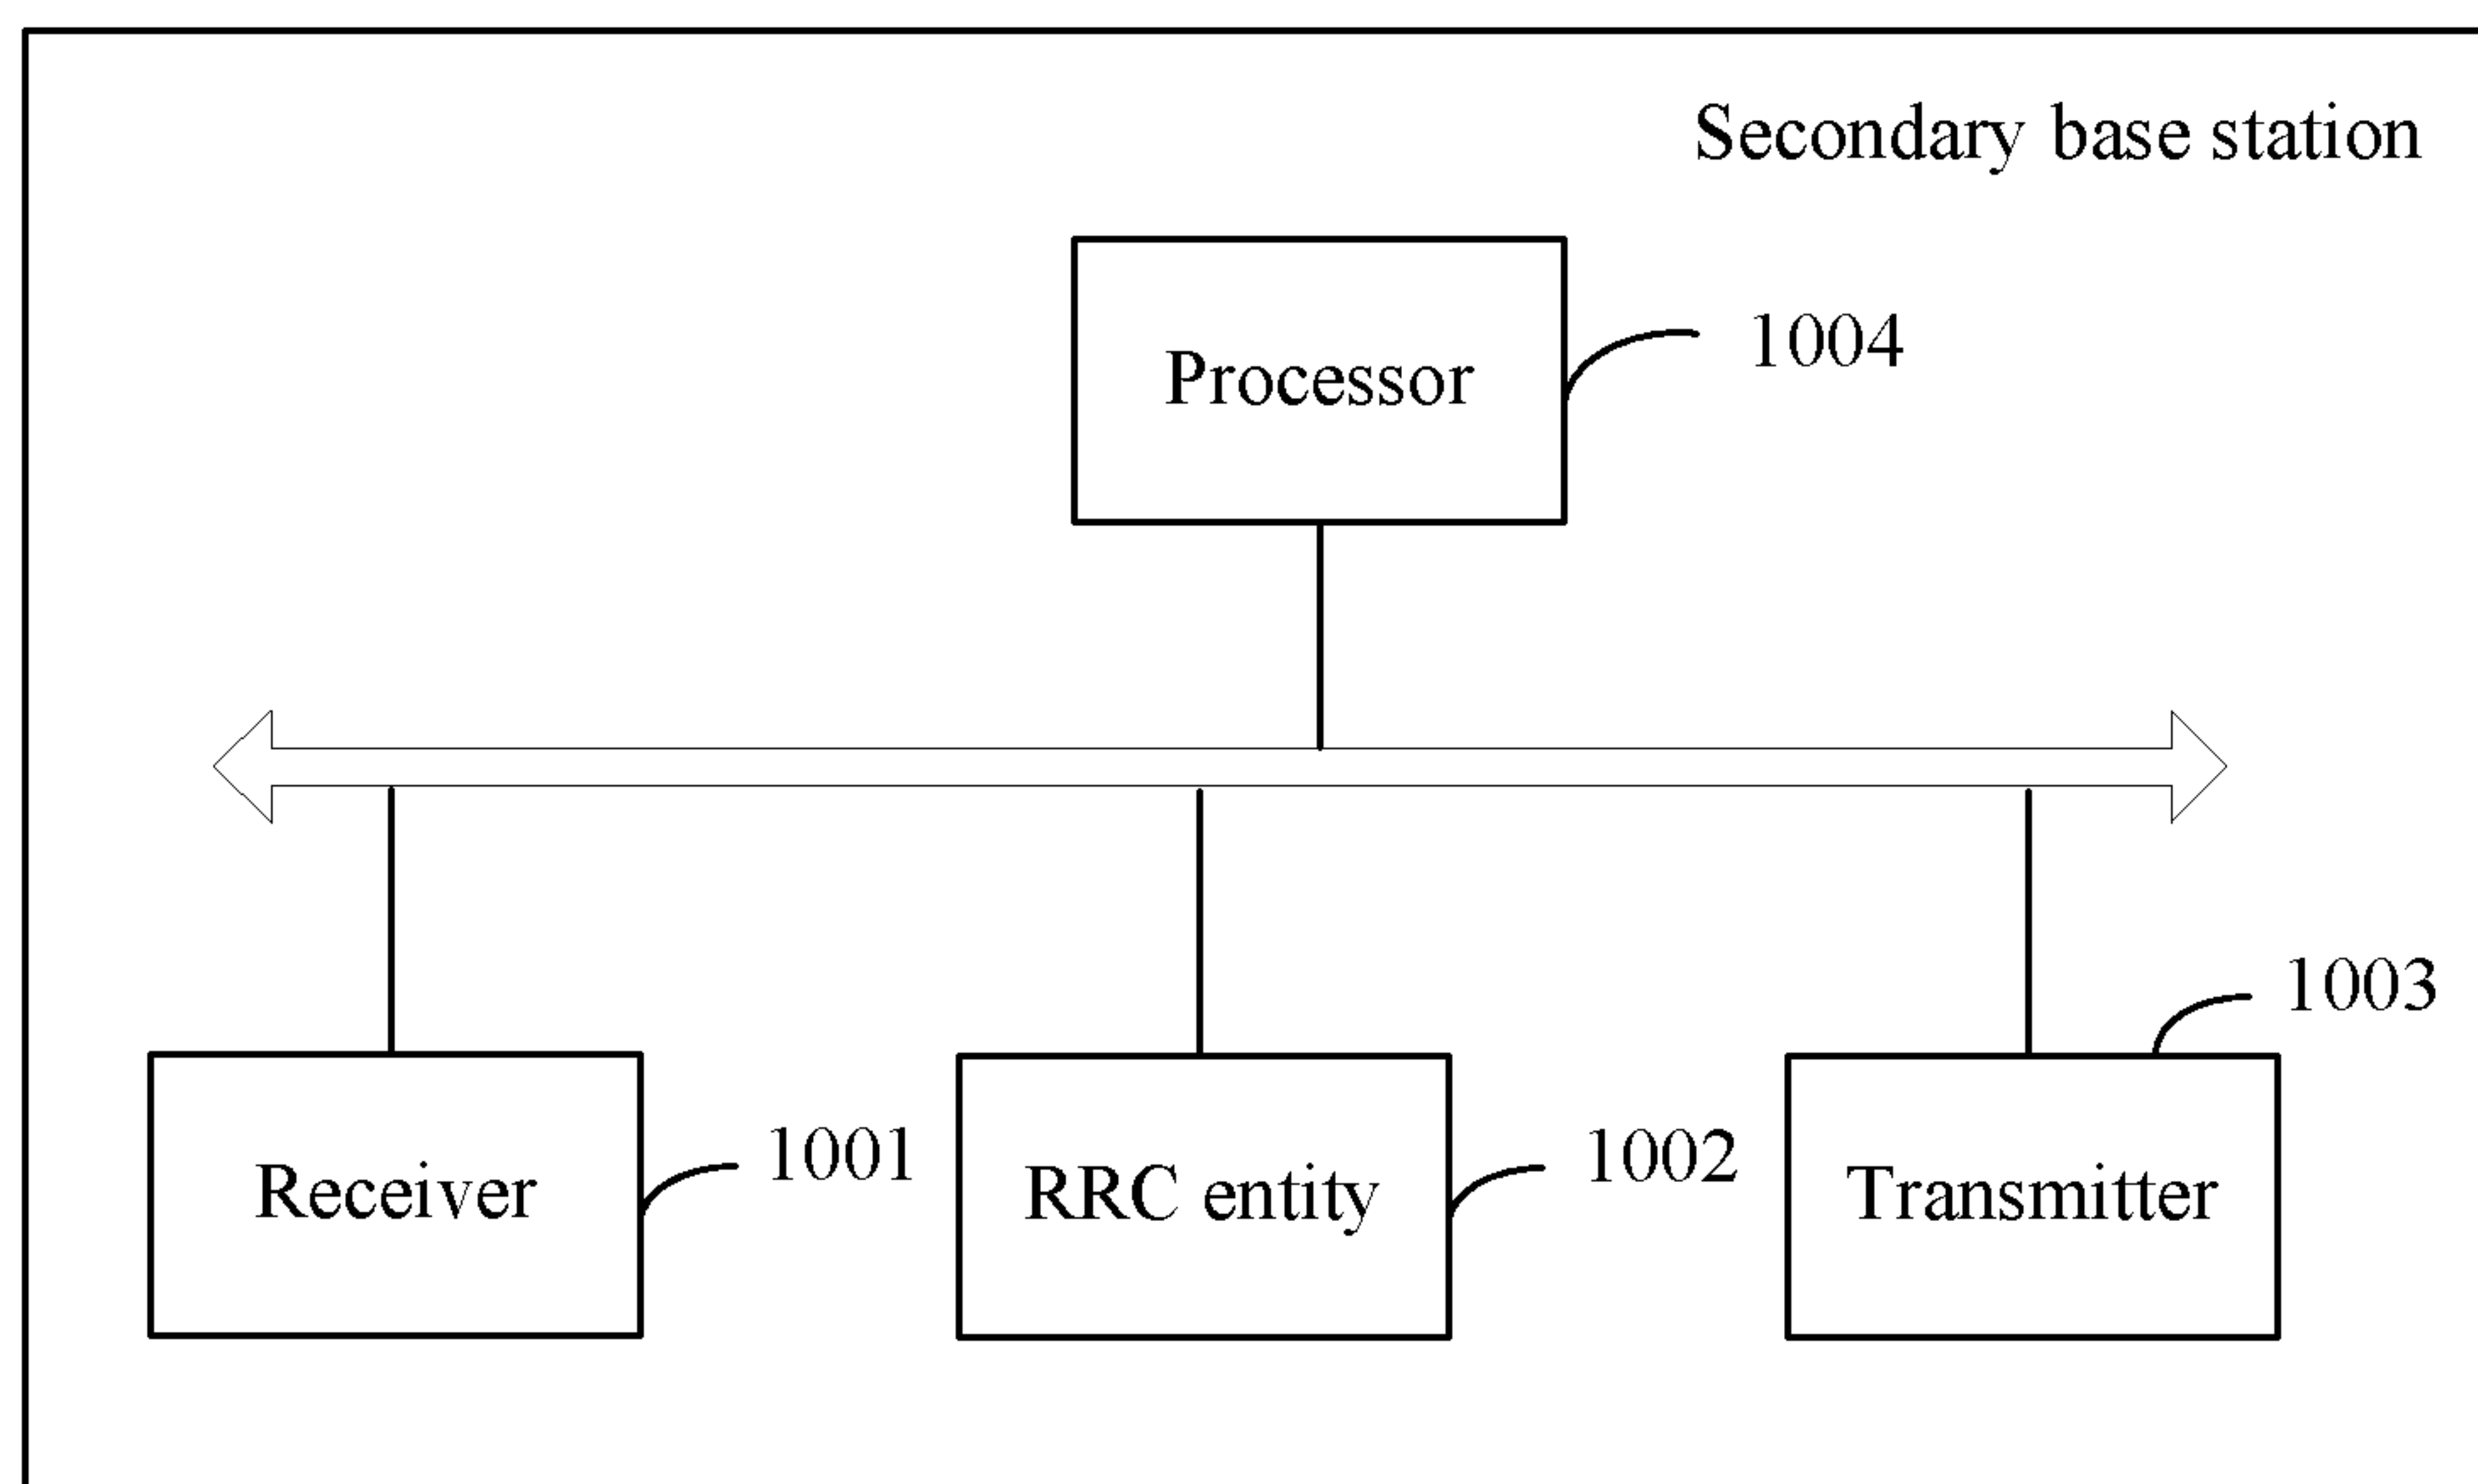 Secondary base station
Processor
1004
1003
Receiver
1001
RRC entity
1002
Transmitter